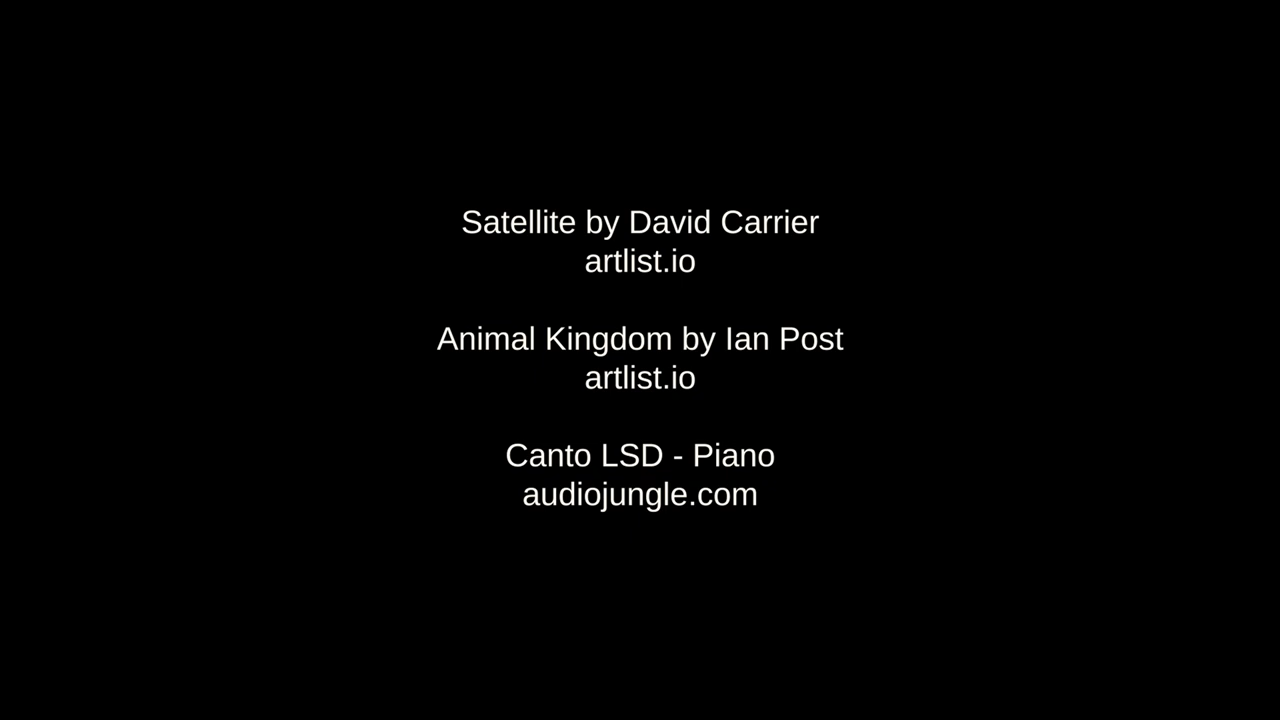 Satellite by David Carrier
artlist.io
Animal Kingdom by Ian Post
artlist.io
Canto LSD - Piano
audiojungle.com